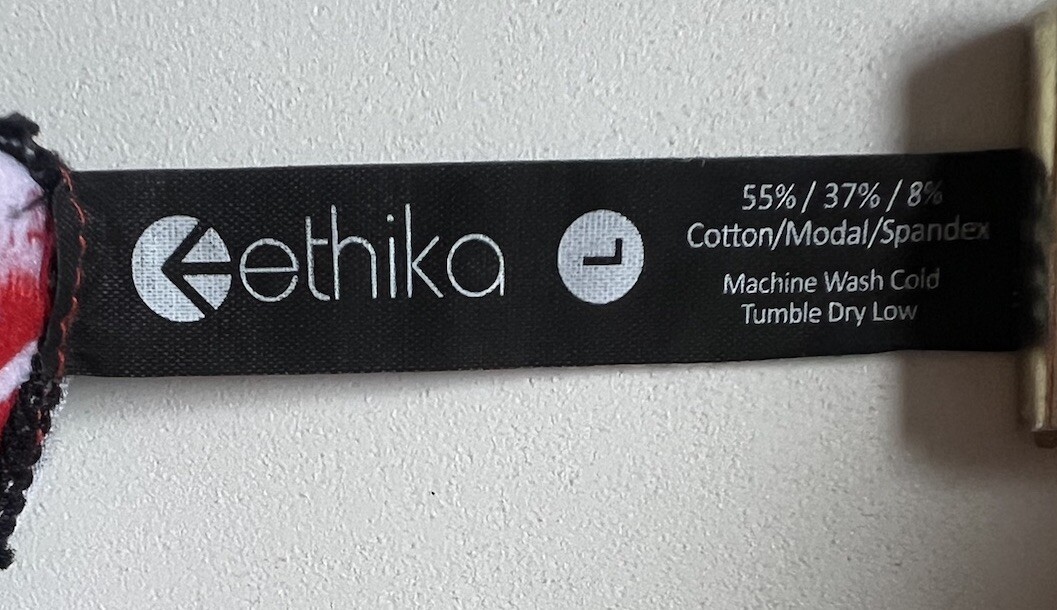 ethika
L
55% / 37% / 8%
Cotton/Modal/Spandex
Machine Wash Cold
Tumble Dry Low